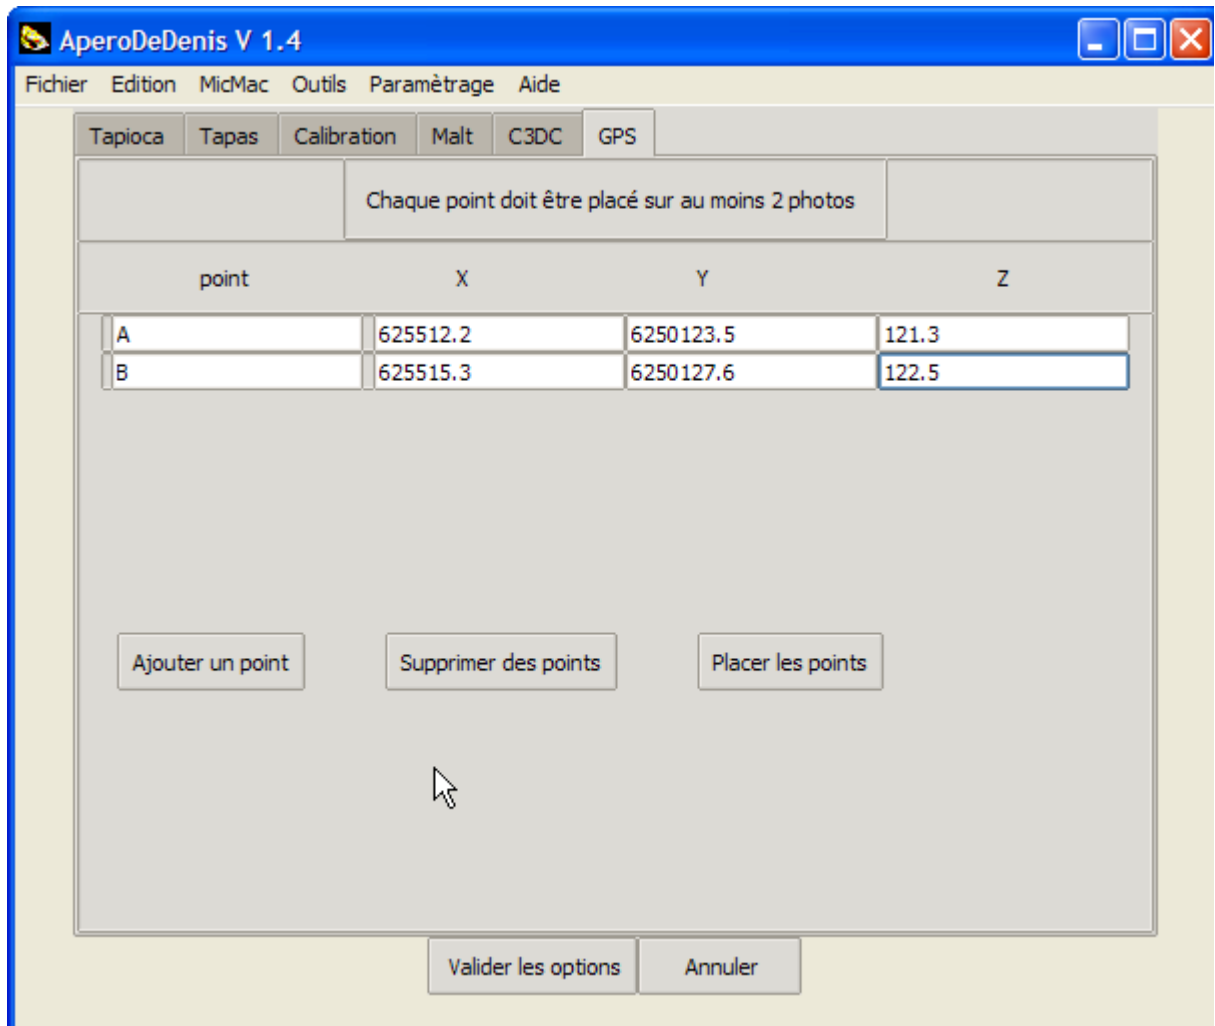 AperoDeDenis V 1.4
Fichier Edition MicMac Outils Paramètrage Aide
Tapioca Tapas Calibration Malt C3DC GPS
Chaque point doit être placé sur au moins 2 photos
point X Y Z
A 625512.2 6250123.5 121.3
B 625515.3 6250127.6 122.5
Ajouter un point Supprimer des points Placer les points
Valider les options Annuler